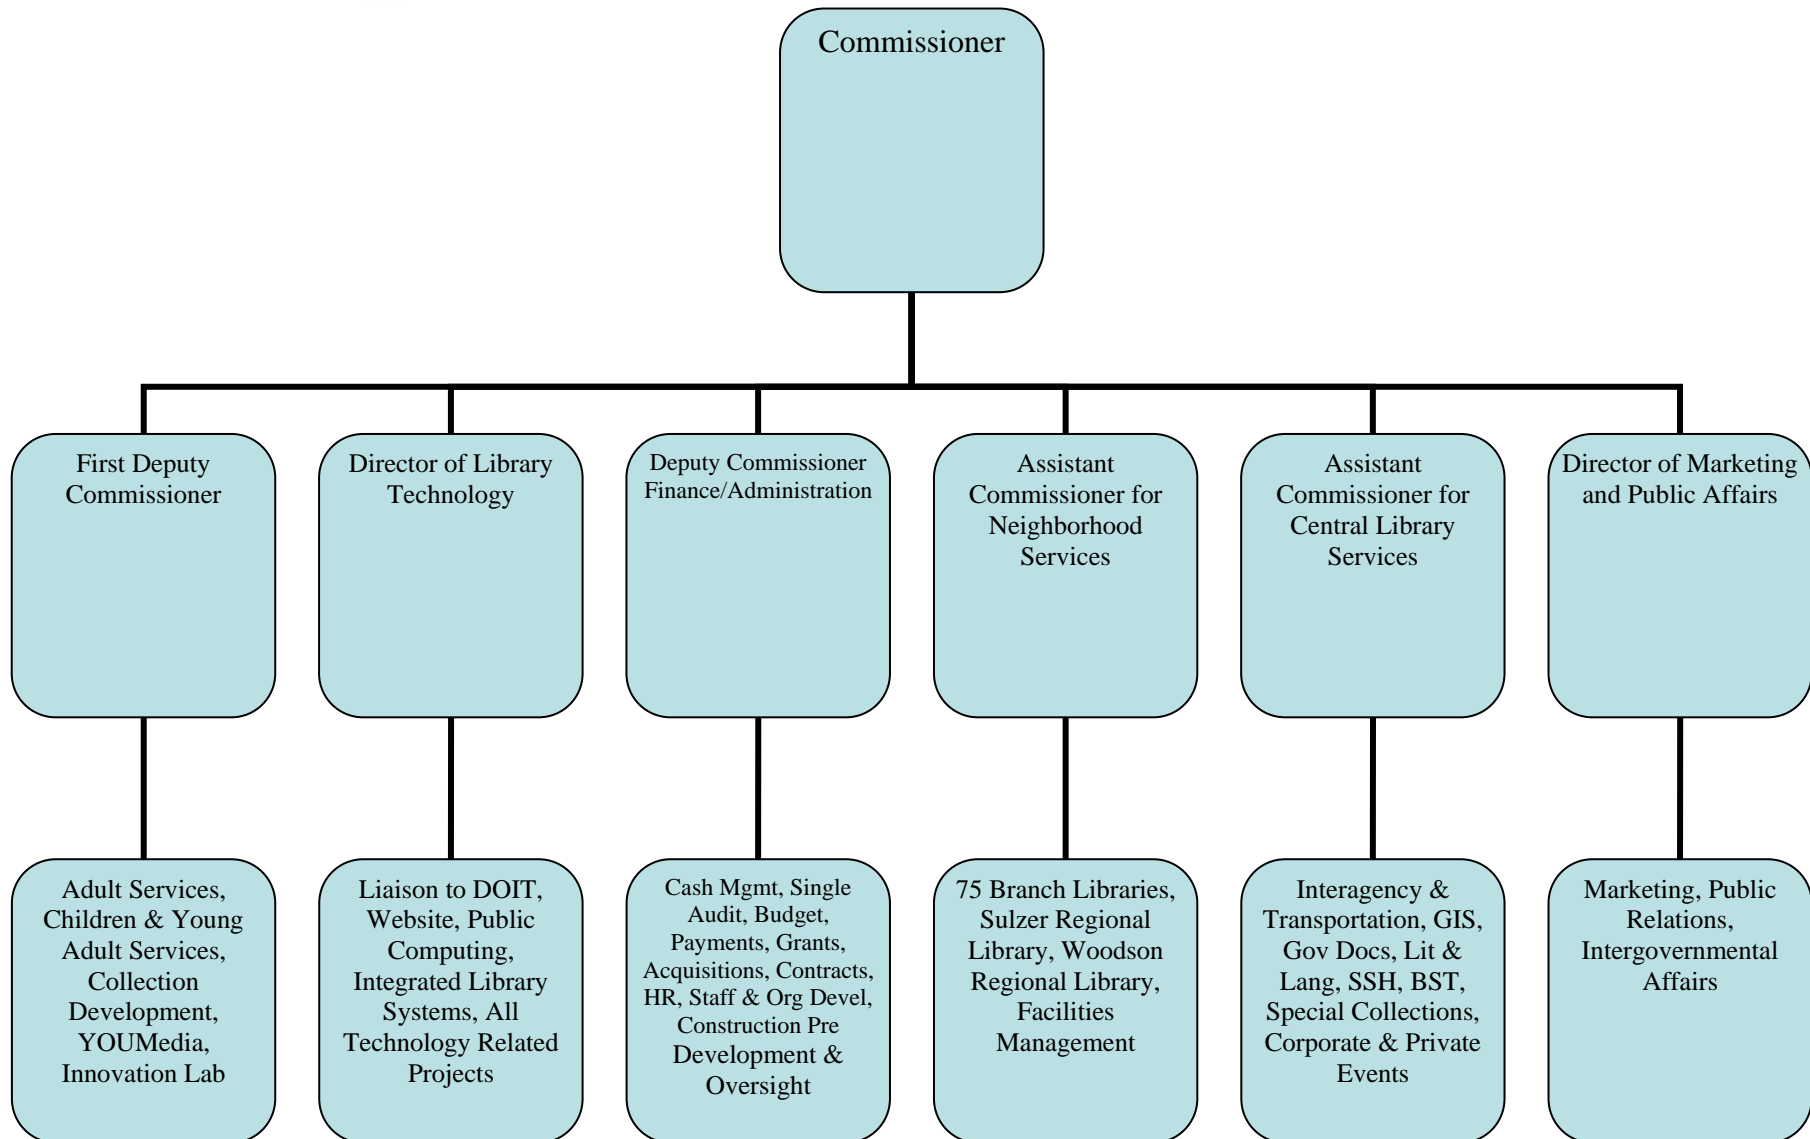 Commissioner
First Deputy
Commissioner
Director of Library
Technology
Deputy Commissioner
Finance/Administration
Assistant
Commissioner for
Neighborhood
Services
Assistant
Commissioner for
Central Library
Services
Director of Marketing
and Public Affairs
Adult Services,
Children & Young
Adult Services,
Collection
Development,
YOUMedia,
Innovation Lab
Liaison to DOIT,
Website, Public
Computing,
Integrated Library
Systems, All
Technology Related
Projects
Cash Mgmt, Single
Audit, Budget,
Payments, Grants,
Acquisitions, Contracts,
HR, Staff & Org Devel,
Construction Pre
Development &
Oversight
75 Branch Libraries,
Sulzer Regional
Library, Woodson
Regional Library,
Facilities
Management
Interagency &
Transportation, GIS,
Gov Docs, Lit &
Lang, SSH, BST,
Special Collections,
Corporate & Private
Events
Marketing, Public
Relations,
Intergovernmental
Affairs